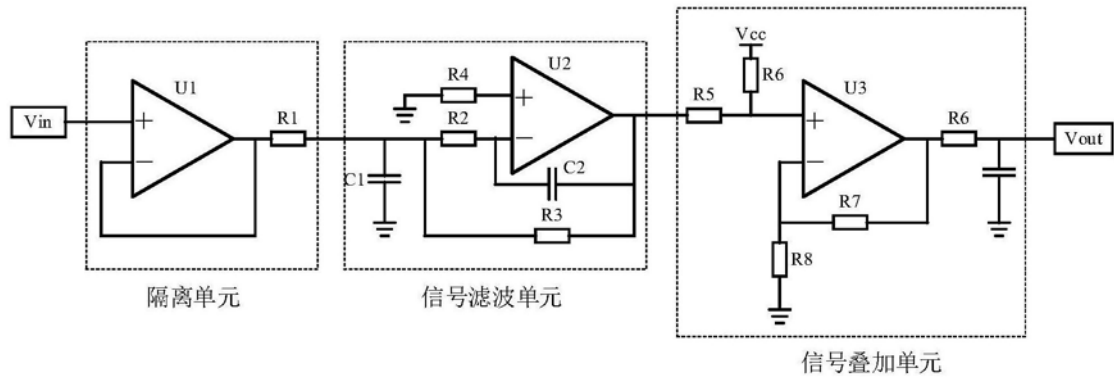 Vin
U1
+
−
R1
隔离单元
R4
U2
+
R2
−
C1
C2
R3
信号滤波单元
Vcc
R6
R5
U3
+
−
R6
Vout
R7
R8
信号叠加单元